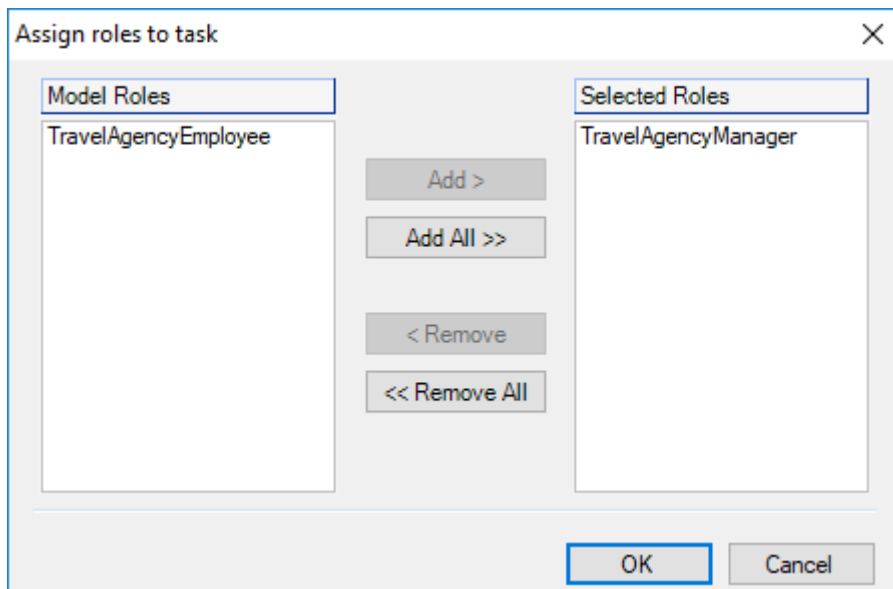 Assign roles to task
Model Roles
TravelAgencyEmployee
Add >
Add All >>
< Remove
<< Remove All
Selected Roles
TravelAgencyManager
OK
Cancel